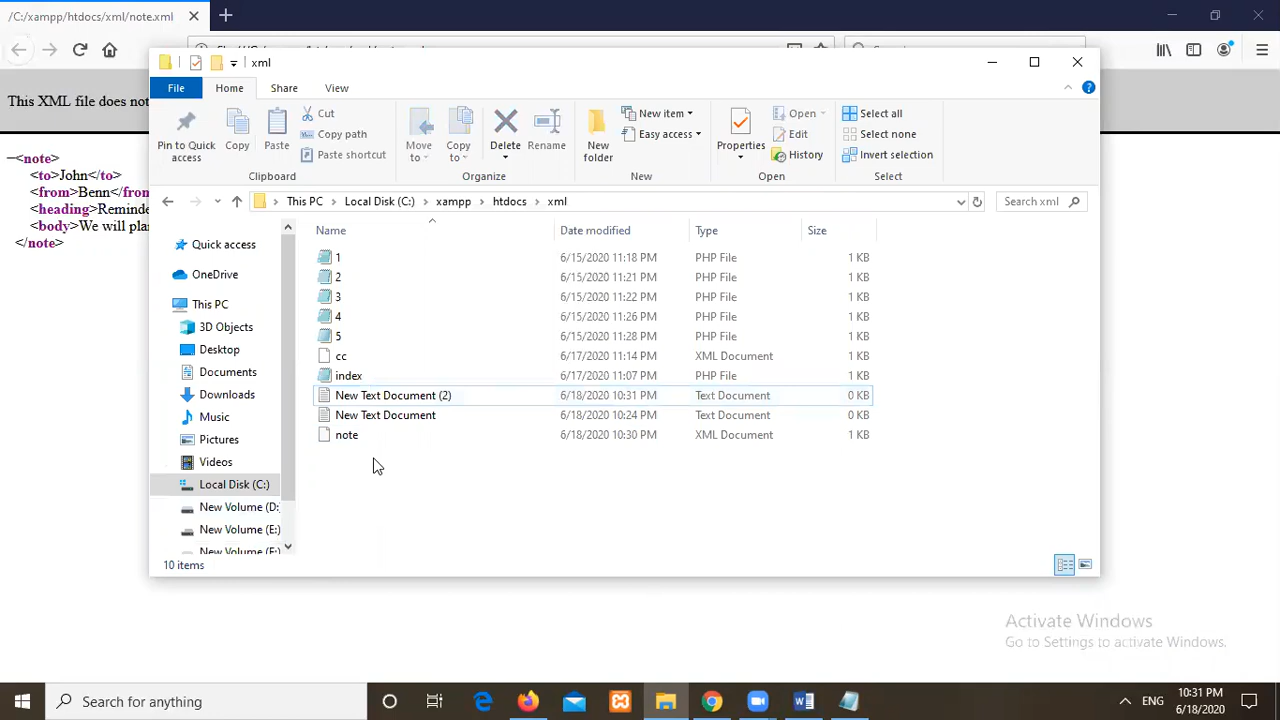 /C:/xampp/htdocs/xml/note.xml
xml
File Home Share View
Pin to Quick access
Copy
Paste
Cut
Copy path
Paste shortcut
Clipboard
Move to
Copy to
Delete
Rename
Organize
New folder
New item
Easy access
New
Properties
Open
Edit
History
Open
Select all
Select none
Invert selection
Select
This PC > Local Disk (C:) > xampp > htdocs > xml
Search xml
This XML file does not
<note>
<to>John</to>
<from>Benn</from
<heading>Reminde
<body>We will pla
</note>
Quick access
OneDrive
This PC
3D Objects
Desktop
Documents
Downloads
Music
Pictures
Videos
Local Disk (C:)
New Volume (D:
New Volume (E:)
New Volume (F:)
Name Date modified Type Size
1 6/15/2020 11:18 PM PHP File 1 KB
2 6/15/2020 11:21 PM PHP File 1 KB
3 6/15/2020 11:22 PM PHP File 1 KB
4 6/15/2020 11:26 PM PHP File 1 KB
5 6/15/2020 11:28 PM PHP File 1 KB
cc 6/17/2020 11:14 PM XML Document 1 KB
index 6/17/2020 11:07 PM PHP File 1 KB
New Text Document (2) 6/18/2020 10:31 PM Text Document 0 KB
New Text Document 6/18/2020 10:24 PM Text Document 0 KB
note 6/18/2020 10:30 PM XML Document 1 KB
10 items
Activate Windows
Go to Settings to activate Windows.
Search for anything
ENG
10:31 PM
6/18/2020